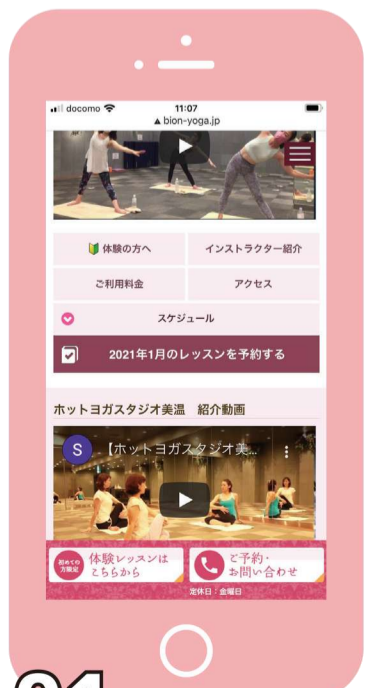 docomo 11:07
bion-yoga.jp
体験の方へ
インストラクター紹介
ご利用料金
アクセス
スケジュール
2021年1月のレッスンを予約する
ホットヨガスタジオ美温 紹介動画
S 【ホットヨガスタジオ美...
初めての
方限定
体験レッスンは
こちらから
ご予約・
お問い合わせ
定休日:金曜日